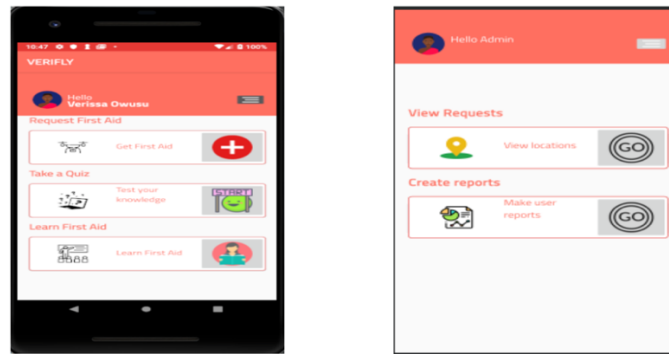 10:47
100%
VERIFLY
Hello
Verissa Owusu
Request First Aid
Get First Aid
Take a Quiz
Test your
knowledge
START
Learn First Aid
Learn First Aid
Hello Admin
View Requests
View locations
GO
Create reports
Make user
reports
GO